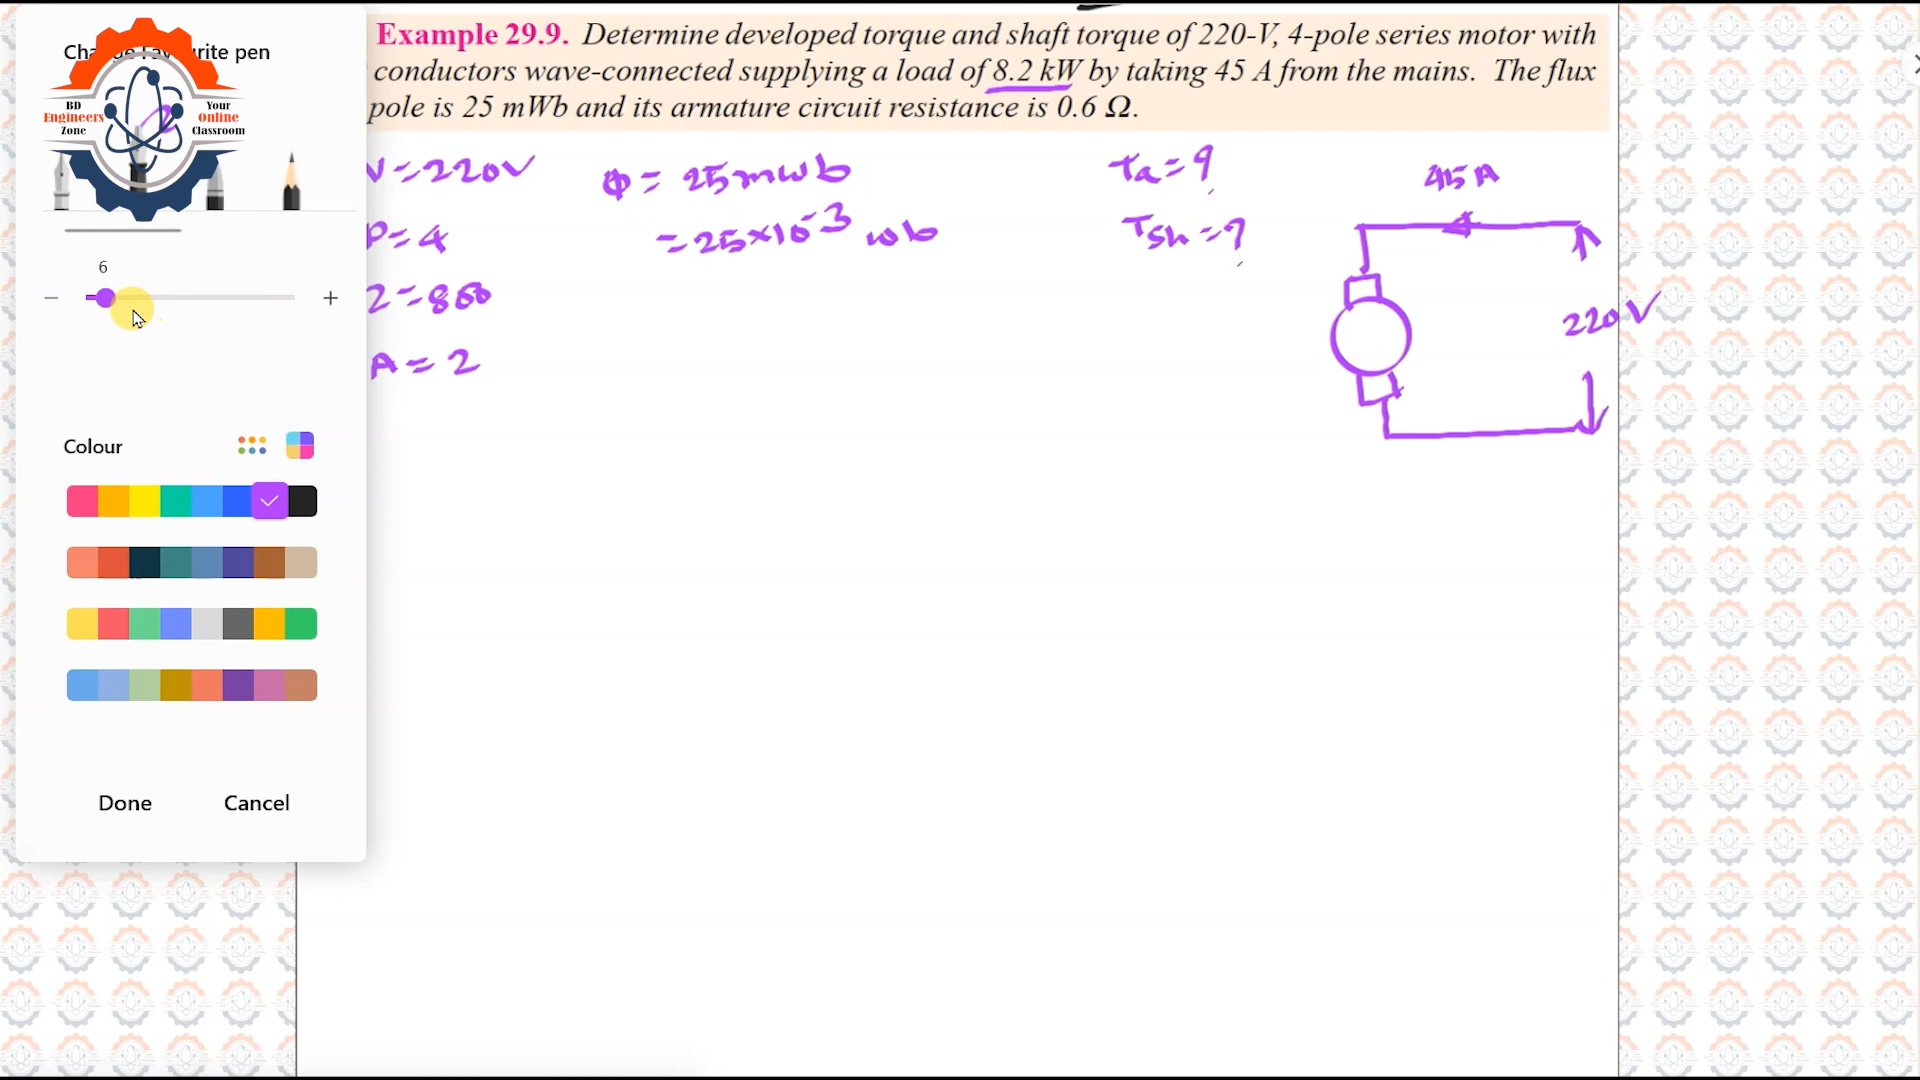 Example 29.9. Determine developed torque and shaft torque of 220-V, 4-pole series motor with
conductors wave-connected supplying a load of 8.2 kW by taking 45 A from the mains. The flux
pole is 25 mWb and its armature circuit resistance is 0.6 Ω.
BD
Engineers
Zone
Your
Online
Classroom
V=220V
P=4
Z=800
A=2
Φ= 25mwb
=25×10⁻³ wb
Ta=?
Tsh=?
45A
220V
6
−
+
Colour
Done
Cancel